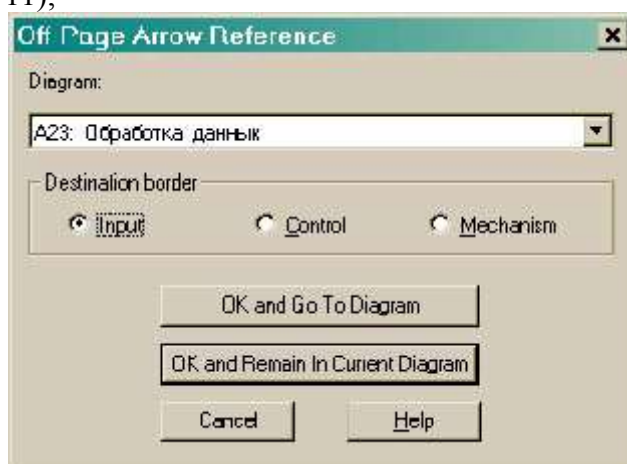 11);
Off Page Arrow Reference
Diagram:
A23: Обработка данных
Destination border
Input Control Mechanism
OK and Go To Diagram
OK and Remain In Current Diagram
Cancel Help